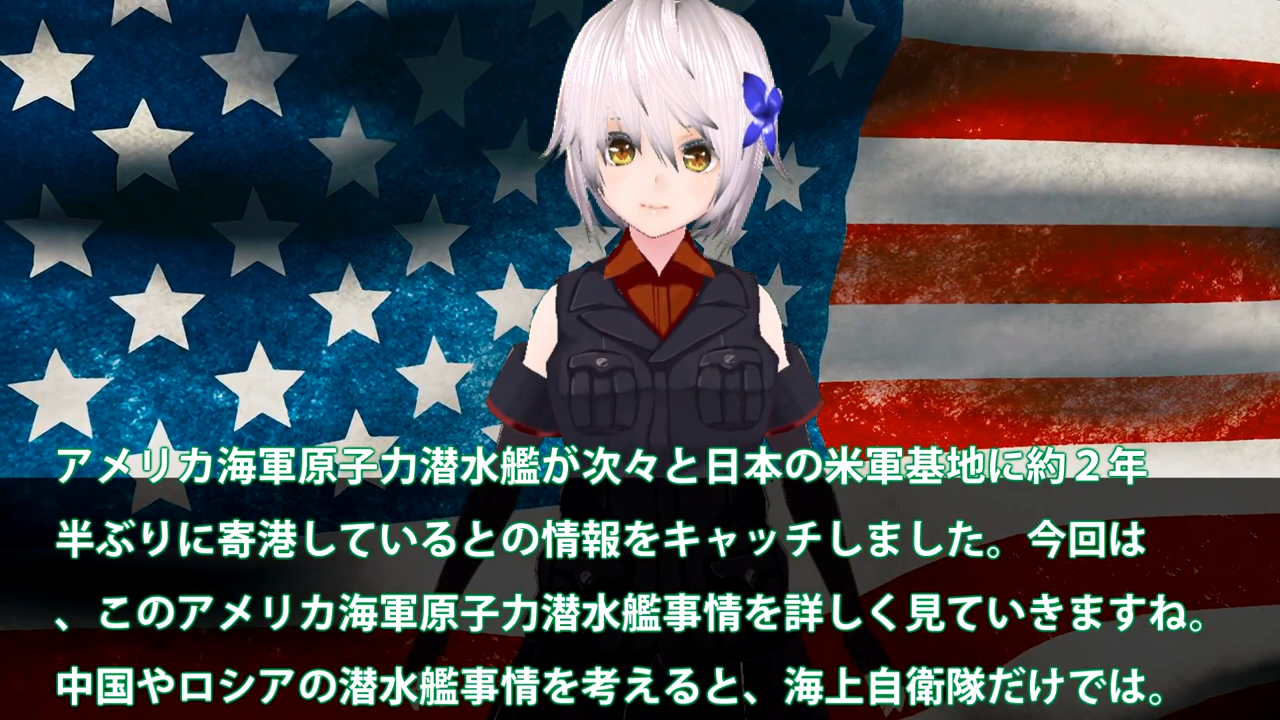 アメリカ海軍原子力潜水艦が次々と日本の米軍基地に約２年
半ぶりに寄港しているとの情報をキャッチしました。今回は
、このアメリカ海軍原子力潜水艦事情を詳しく見ていきますね。
中国やロシアの潜水艦事情を考えると、海上自衛隊だけでは。